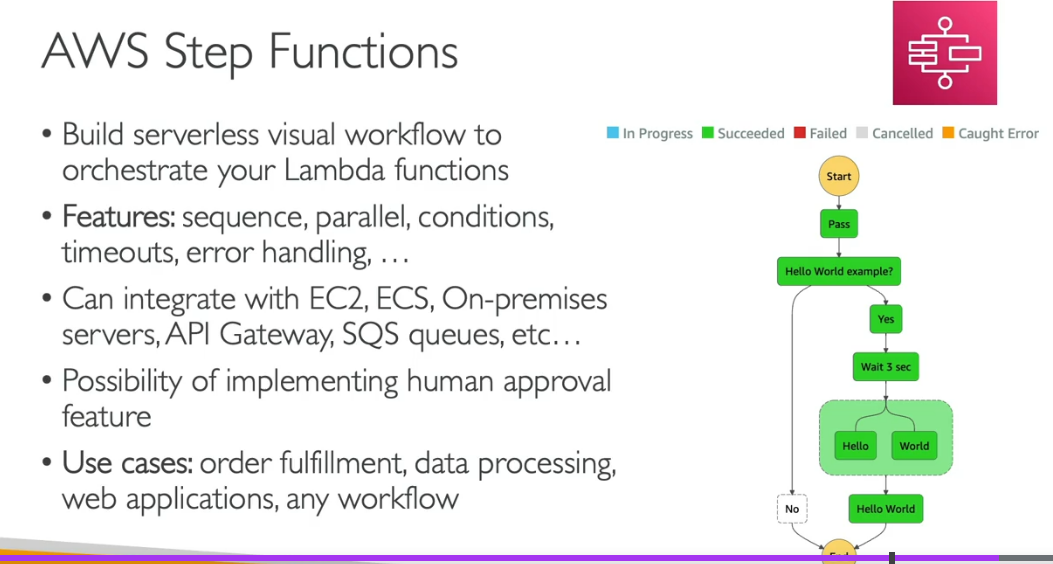 AWS Step Functions
• Build serverless visual workflow to
orchestrate your Lambda functions
• Features: sequence, parallel, conditions,
timeouts, error handling, …
• Can integrate with EC2, ECS, On-premises
servers, API Gateway, SQS queues, etc…
• Possibility of implementing human approval
feature
• Use cases: order fulfillment, data processing,
web applications, any workflow
In Progress Succeeded Failed Cancelled Caught Error
Start
Pass
Hello World example?
Yes
Wait 3 sec
Hello World
No Hello World